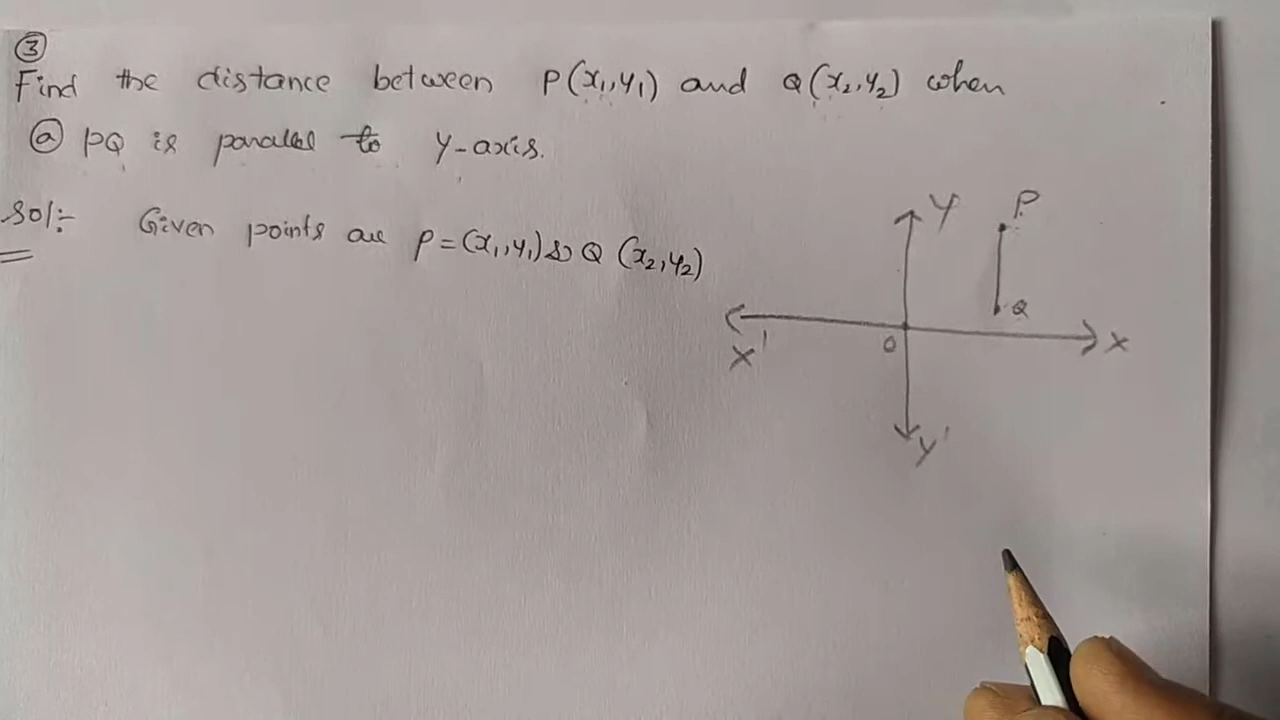 ③
Find the distance between P(x₁,y₁) and Q(x₂,y₂) when
ⓐ PQ is parallel to y-axis.
Sol:- Given points are P=(x₁,y₁) & Q (x₂,y₂)
Y
P
Q
X'
O
X
Y'